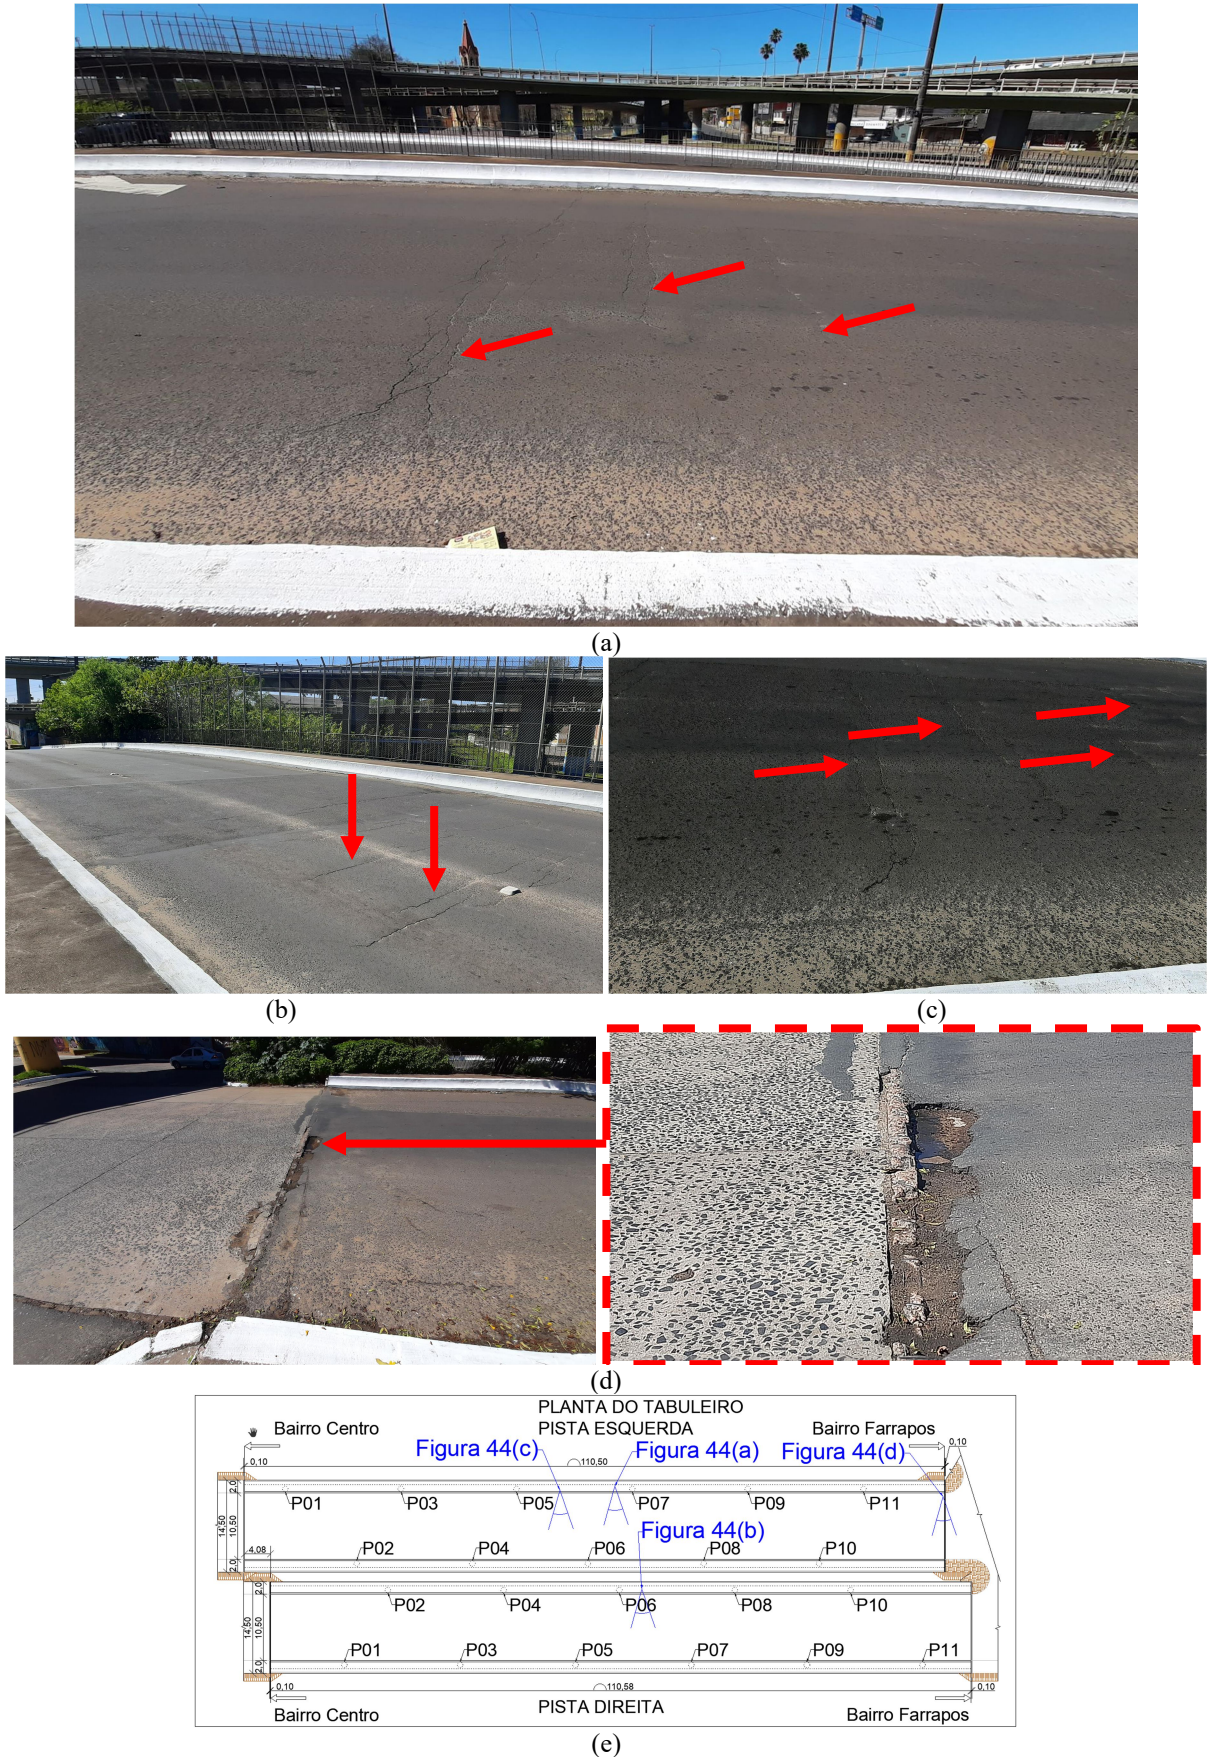 (a)
(b)
(c)
(d)
PLANTA DO TABULEIRO
PISTA ESQUERDA
Bairro Centro
Bairro Farrapos
Figura 44(c)
Figura 44(a)
Figura 44(d)
0,10
110,50
0,10
0,10
2,0
P01
P03
P05
P07
P09
P11
14,50
10,50
Figura 44(b)
4,08
P02
P04
P06
P08
P10
2,0
2,0
P02
P04
P06
P08
P10
14,50
10,50
P01
P03
P05
P07
P09
P11
2,0
0,10
110,58
0,10
Bairro Centro
PISTA DIREITA
Bairro Farrapos
(e)